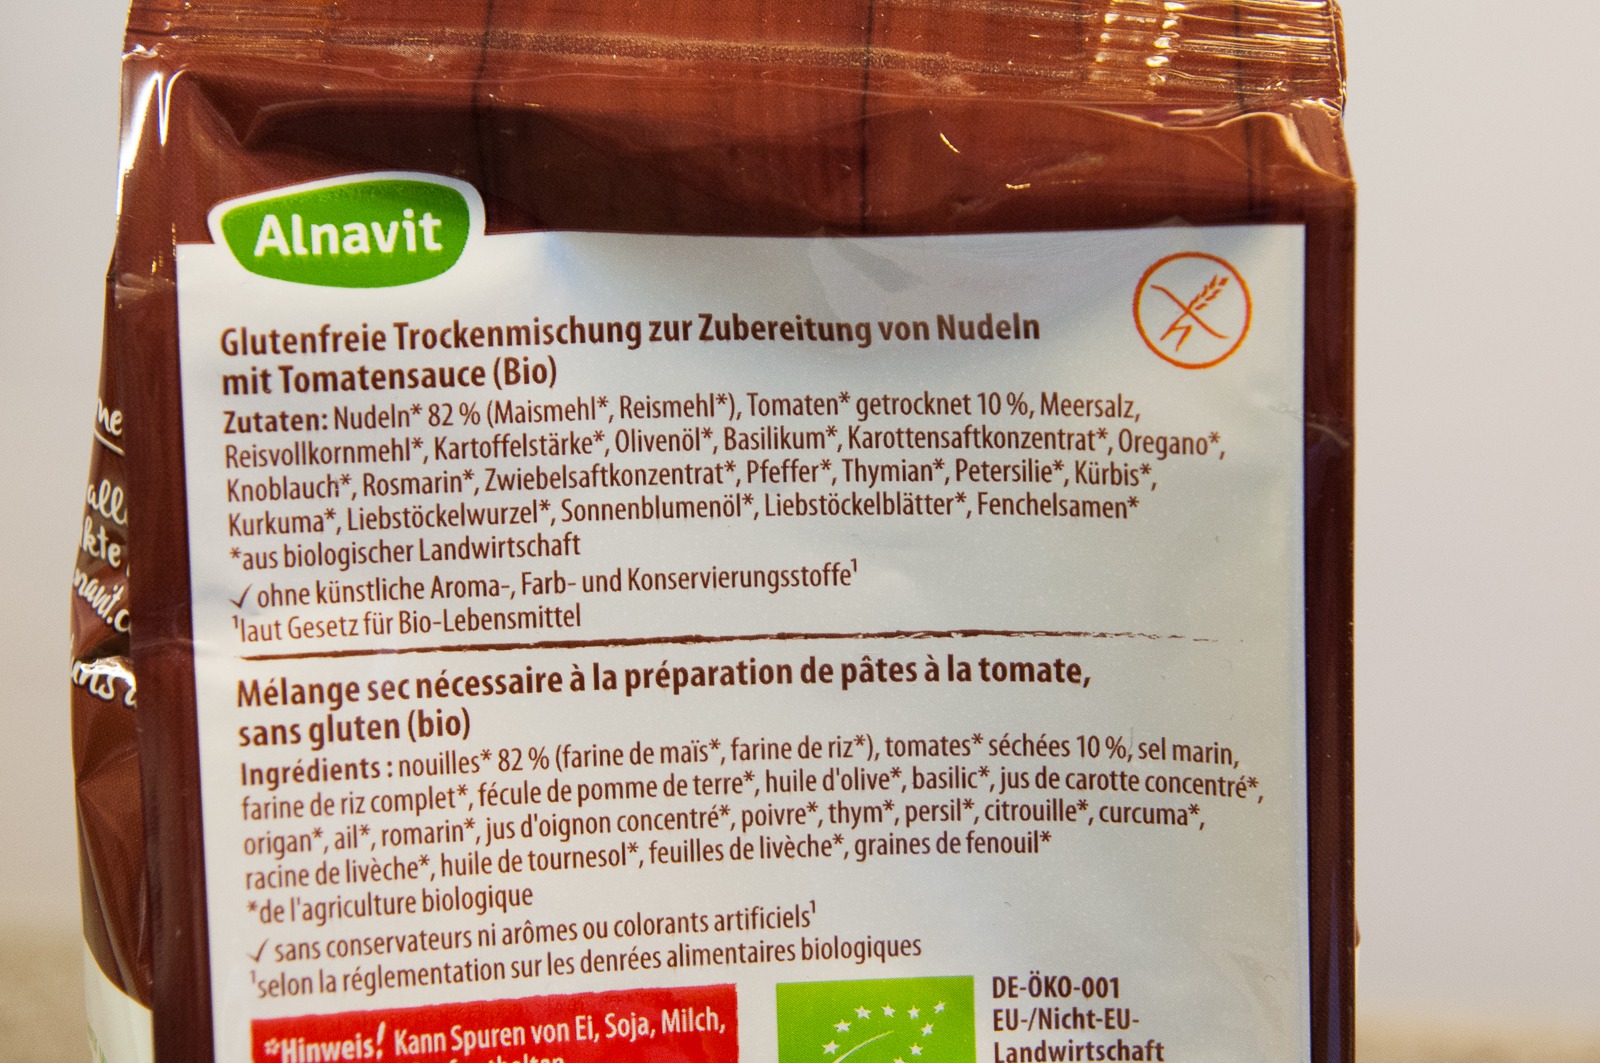 Alnavit
Glutenfreie Trockenmischung zur Zubereitung von Nudeln
mit Tomatensauce (Bio)
Zutaten: Nudeln* 82 % (Maismehl*, Reismehl*), Tomaten* getrocknet 10 %, Meersalz,
Reisvollkornmehl*, Kartoffelstärke*, Olivenöl*, Basilikum*, Karottensaftkonzentrat*, Oregano*,
Knoblauch*, Rosmarin*, Zwiebelsaftkonzentrat*, Pfeffer*, Thymian*, Petersilie*, Kürbis*,
Kurkuma*, Liebstöckelwurzel*, Sonnenblumenöl*, Liebstöckelblätter*, Fenchelsamen*
*aus biologischer Landwirtschaft
✓ ohne künstliche Aroma-, Farb- und Konservierungsstoffe¹
¹laut Gesetz für Bio-Lebensmittel
Mélange sec nécessaire à la préparation de pâtes à la tomate,
sans gluten (bio)
Ingrédients : nouilles* 82 % (farine de maïs*, farine de riz*), tomates* séchées 10 %, sel marin,
farine de riz complet*, fécule de pomme de terre*, huile d'olive*, basilic*, jus de carotte concentré*,
origan*, ail*, romarin*, jus d'oignon concentré*, poivre*, thym*, persil*, citrouille*, curcuma*,
racine de livèche*, huile de tournesol*, feuilles de livèche*, graines de fenouil*
*de l'agriculture biologique
✓ sans conservateurs ni arômes ou colorants artificiels¹
¹selon la réglementation sur les denrées alimentaires biologiques
*Hinweis! Kann Spuren von Ei, Soja, Milch,
DE-ÖKO-001
EU-/Nicht-EU-
Landwirtschaft